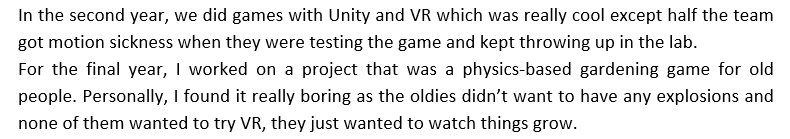 In the second year, we did games with Unity and VR which was really cool except half the team
got motion sickness when they were testing the game and kept throwing up in the lab.
For the final year, I worked on a project that was a physics-based gardening game for old
people. Personally, I found it really boring as the oldies didn’t want to have any explosions and
none of them wanted to try VR, they just wanted to watch things grow.